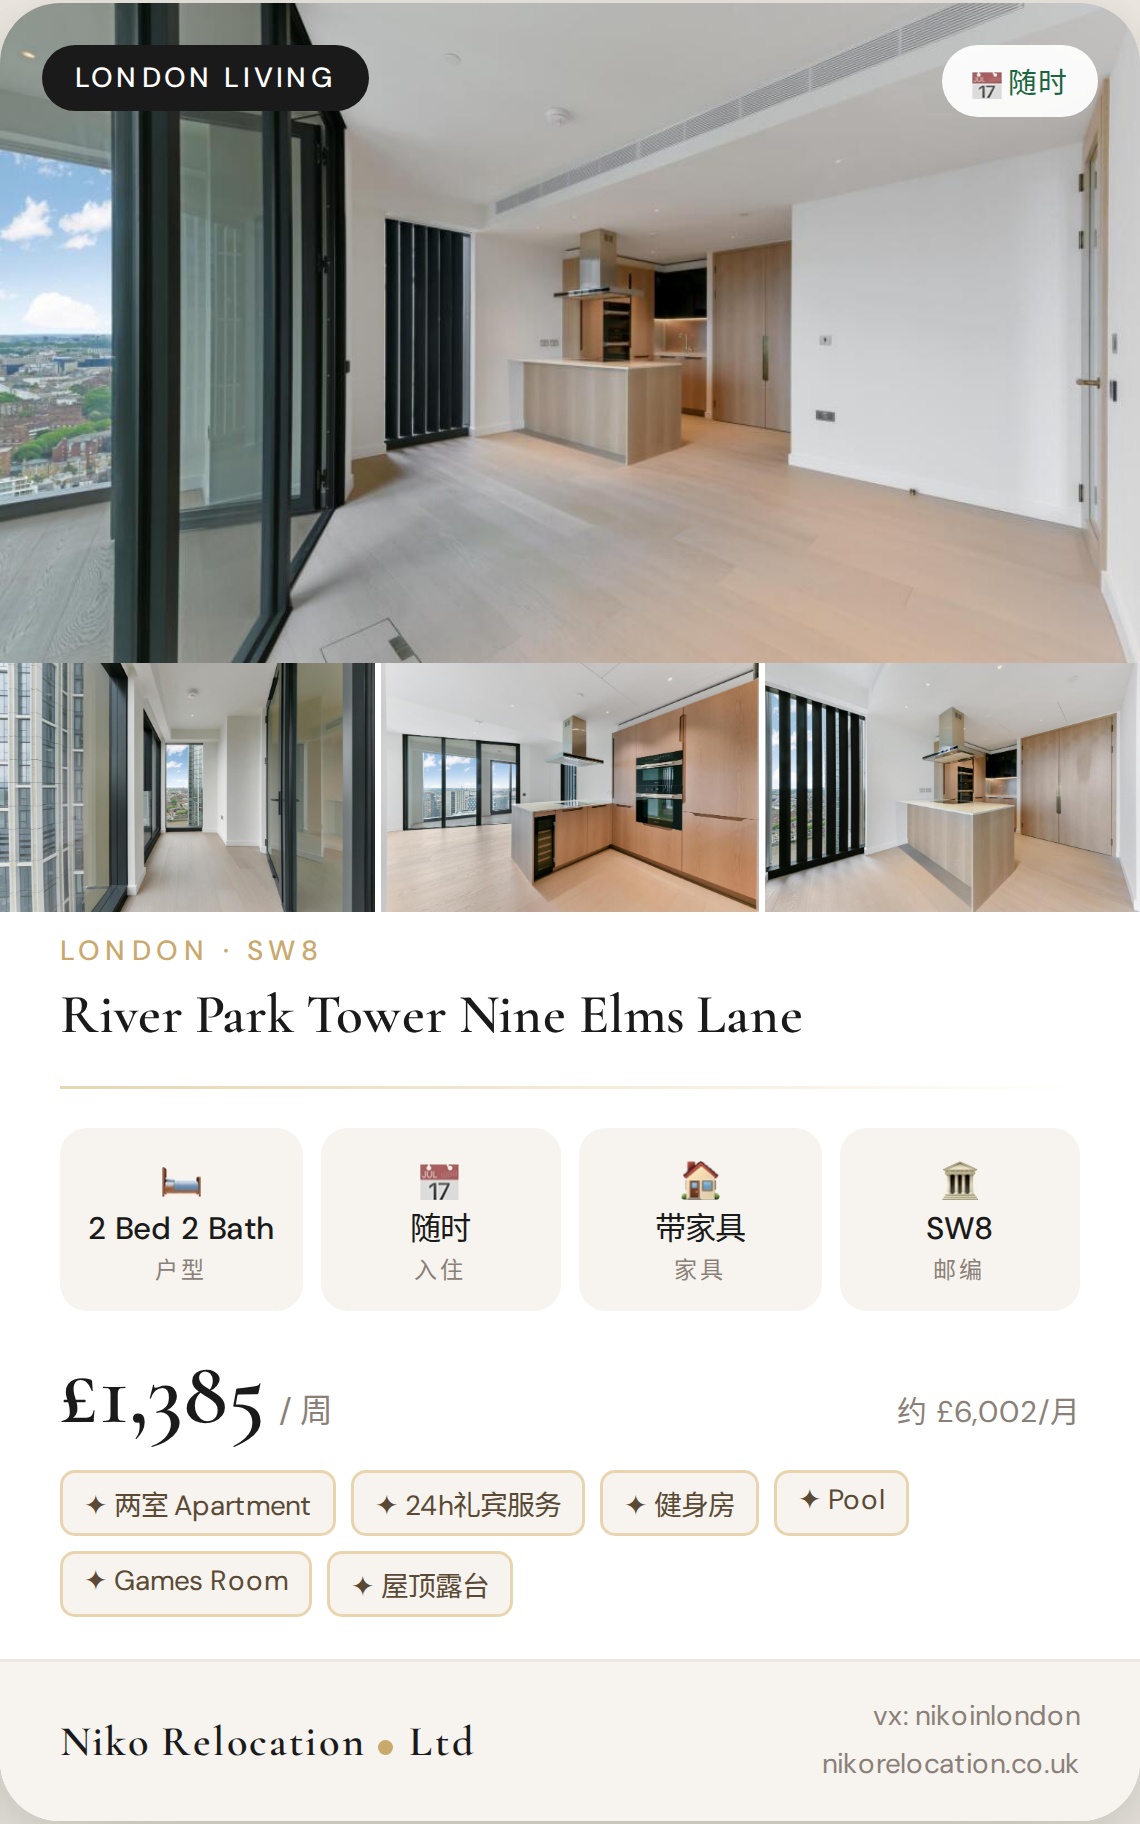 LONDON LIVING
随时
LONDON · SW8
River Park Tower Nine Elms Lane
2 Bed 2 Bath
户型
随时
入住
带家具
家具
SW8
邮编
£1,385 / 周
约 £6,002/月
✦ 两室 Apartment
✦ 24h礼宾服务
✦ 健身房
✦ Pool
✦ Games Room
✦ 屋顶露台
Niko Relocation • Ltd
vx: nikoinlondon
nikorelocation.co.uk